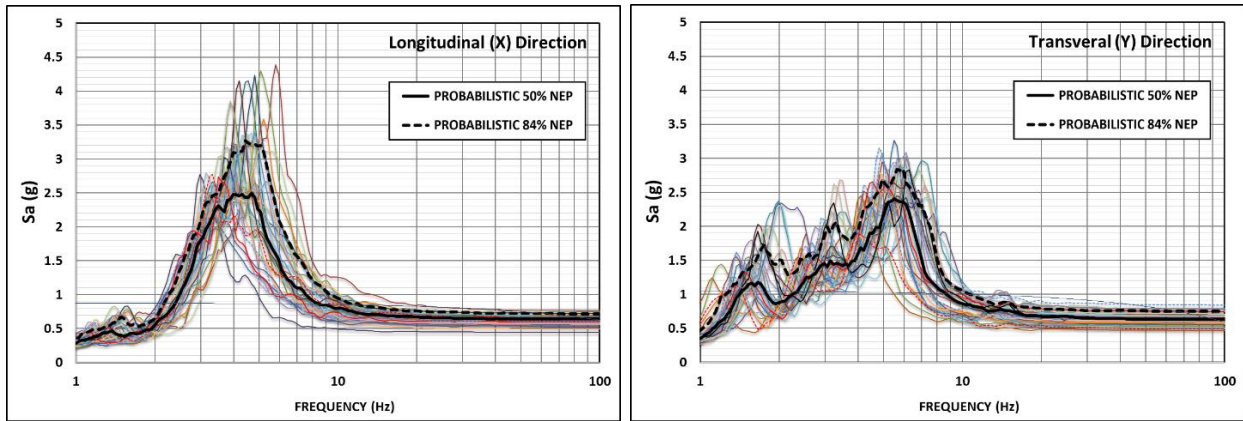 Longitudinal (X) Direction
PROBABILISTIC 50% NEP
PROBABILISTIC 84% NEP
Sa (g)
5
4.5
4
3.5
3
2.5
2
1.5
1
0.5
0
1
10
100
FREQUENCY (Hz)
Transveral (Y) Direction
PROBABILISTIC 50% NEP
PROBABILISTIC 84% NEP
Sa (g)
5
4.5
4
3.5
3
2.5
2
1.5
1
0.5
0
1
10
100
FREQUENCY (Hz)